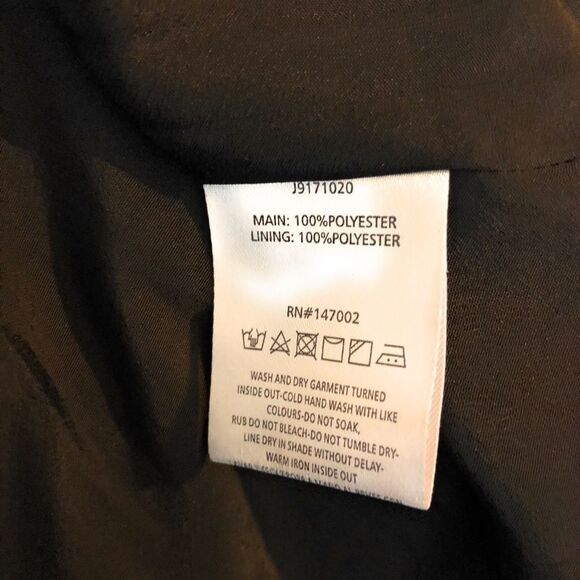 J9171020
MAIN: 100%POLYESTER
LINING: 100%POLYESTER
RN#147002
WASH AND DRY GARMENT TURNED
INSIDE OUT-COLD HAND WASH WITH LIKE
COLOURS-DO NOT SOAK,
RUB DO NOT BLEACH-DO NOT TUMBLE DRY-
LINE DRY IN SHADE WITHOUT DELAY-
WARM IRON INSIDE OUT